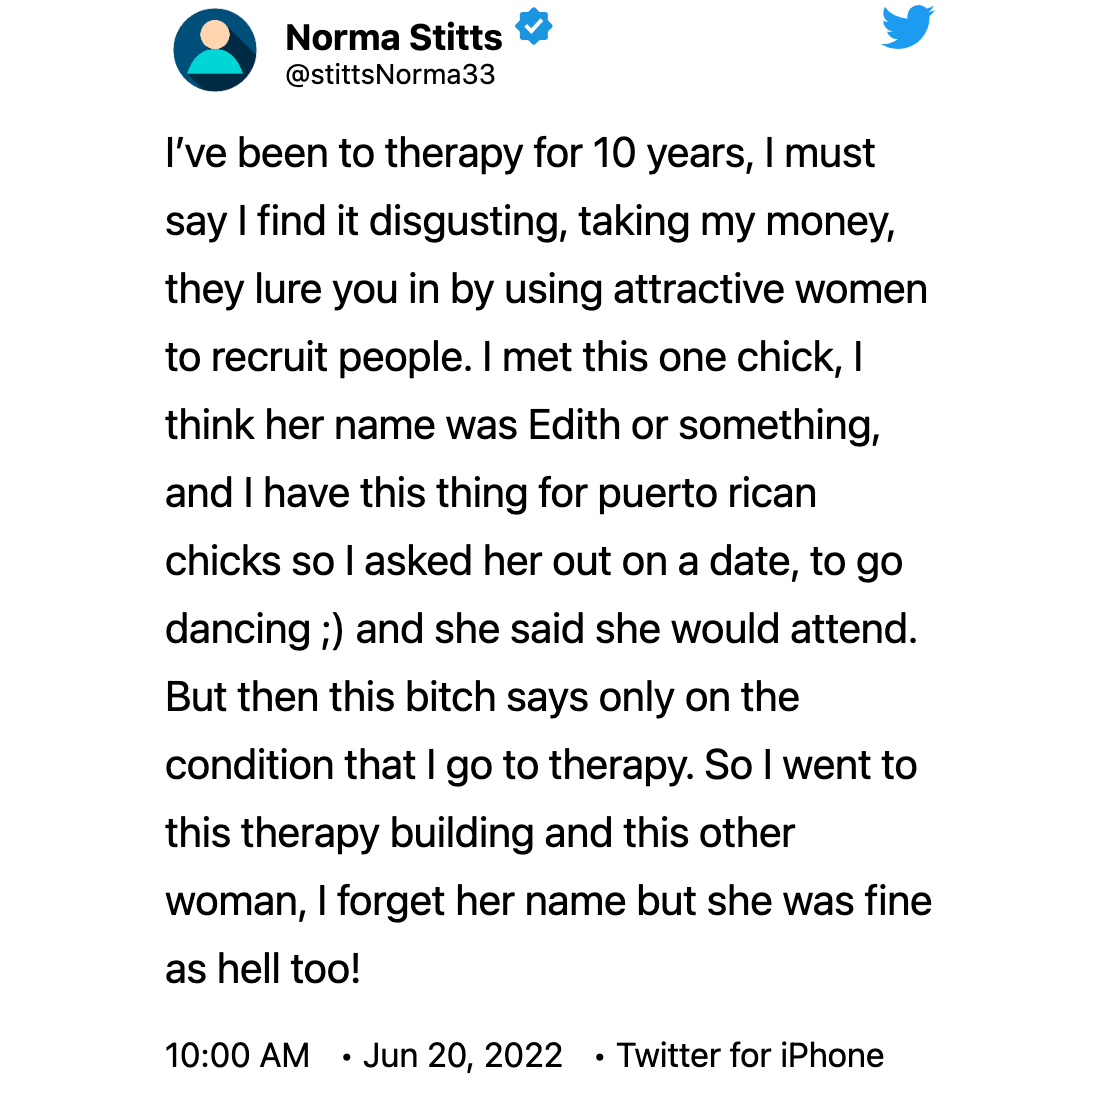 Norma Stitts
@stittsNorma33
I’ve been to therapy for 10 years, I must
say I find it disgusting, taking my money,
they lure you in by using attractive women
to recruit people. I met this one chick, I
think her name was Edith or something,
and I have this thing for puerto rican
chicks so I asked her out on a date, to go
dancing ;) and she said she would attend.
But then this bitch says only on the
condition that I go to therapy. So I went to
this therapy building and this other
woman, I forget her name but she was fine
as hell too!
10:00 AM • Jun 20, 2022 • Twitter for iPhone